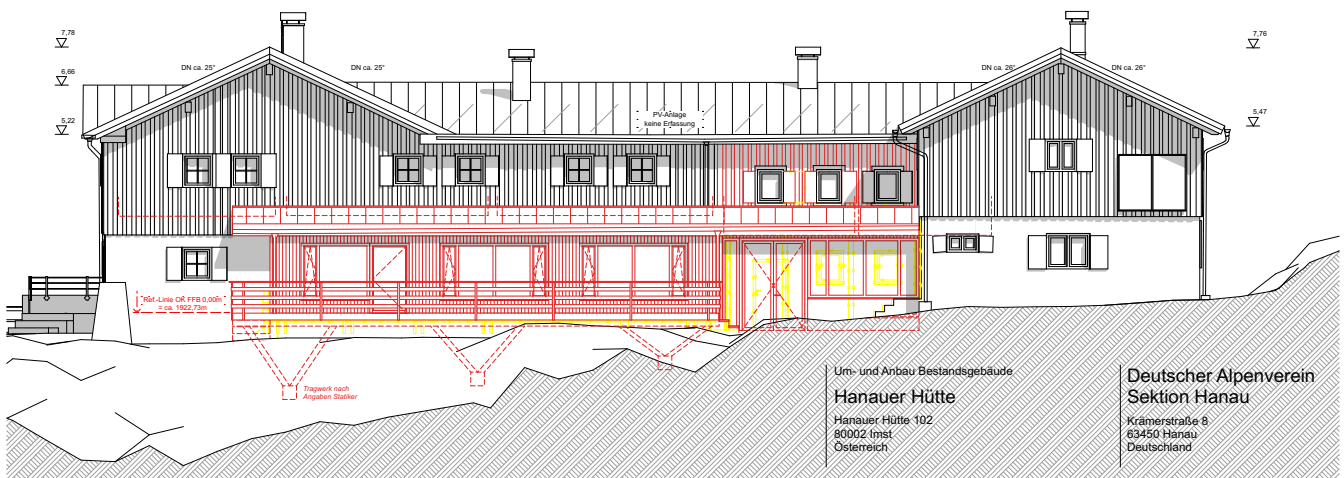 7,78
7,76
6,66
DN ca. 25°
DN ca. 25°
DN ca. 26°
DN ca. 26°
5,22
5,47
PV-Anlage
keine Erfassung
Ref.-Linie OK FFB 0,00m
= ca. 1922,73m
Tragwerk nach
Angaben Statiker
Um- und Anbau Bestandsgebäude
Hanauer Hütte
Hanauer Hütte 102
80002 Imst
Österreich
Deutscher Alpenverein
Sektion Hanau
Krämerstraße 8
63450 Hanau
Deutschland